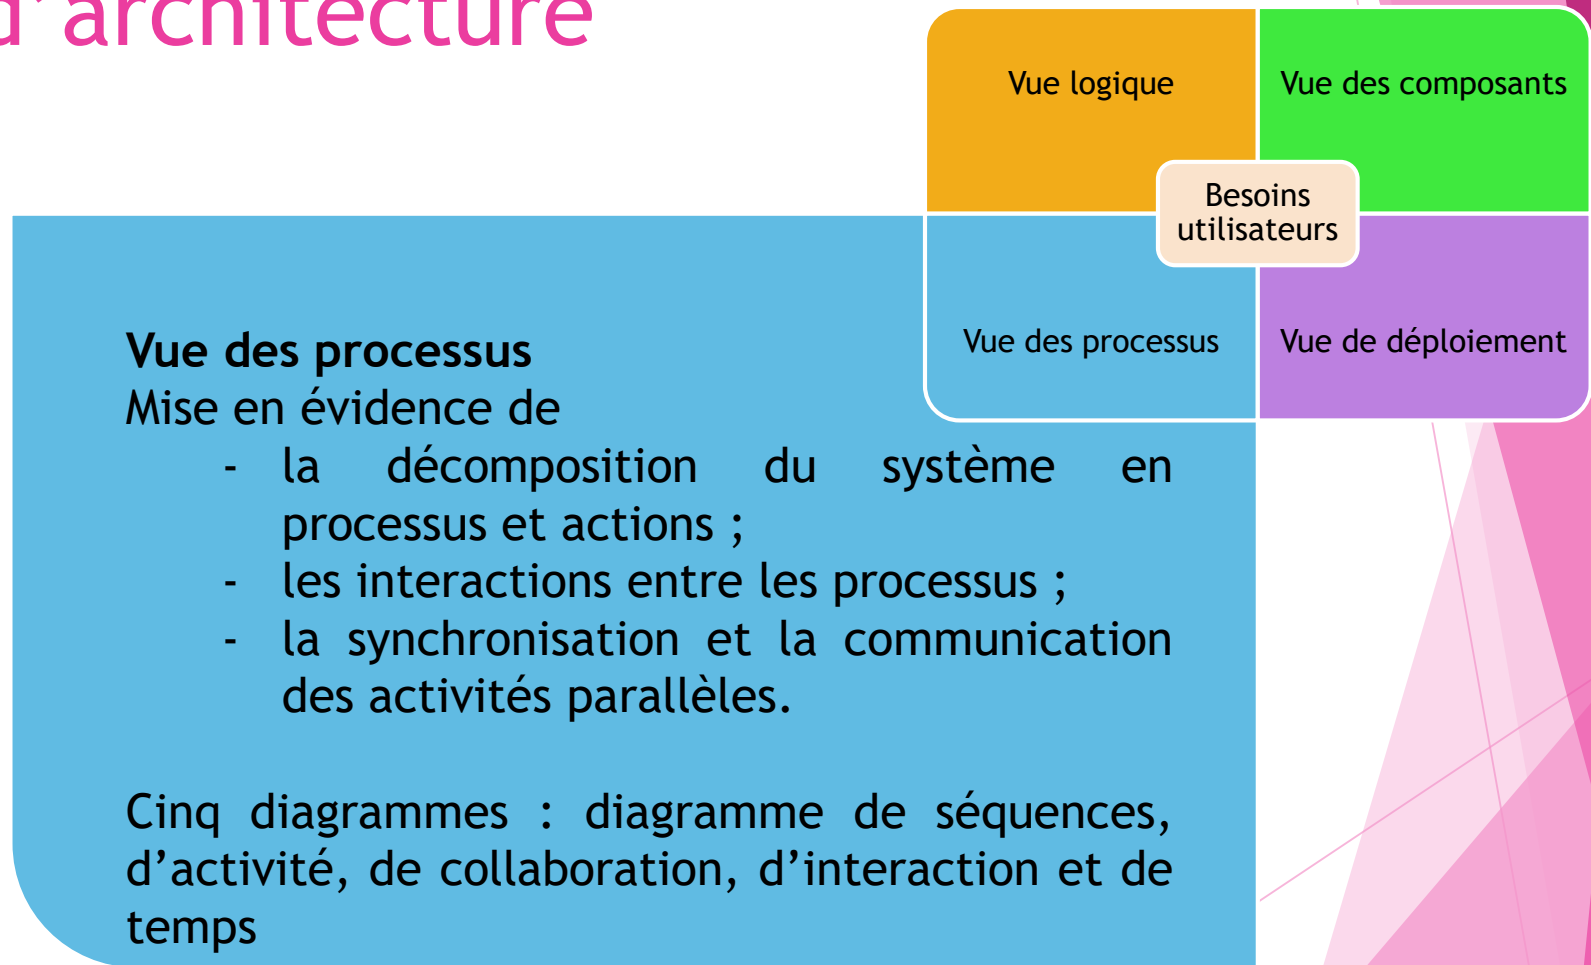 d’architecture
Vue logique
Vue des composants
Besoins
utilisateurs
Vue des processus
Vue de déploiement
Vue des processus
Mise en évidence de
- la décomposition du système en
processus et actions ;
- les interactions entre les processus ;
- la synchronisation et la communication
des activités parallèles.
Cinq diagrammes : diagramme de séquences,
d’activité, de collaboration, d’interaction et de
temps